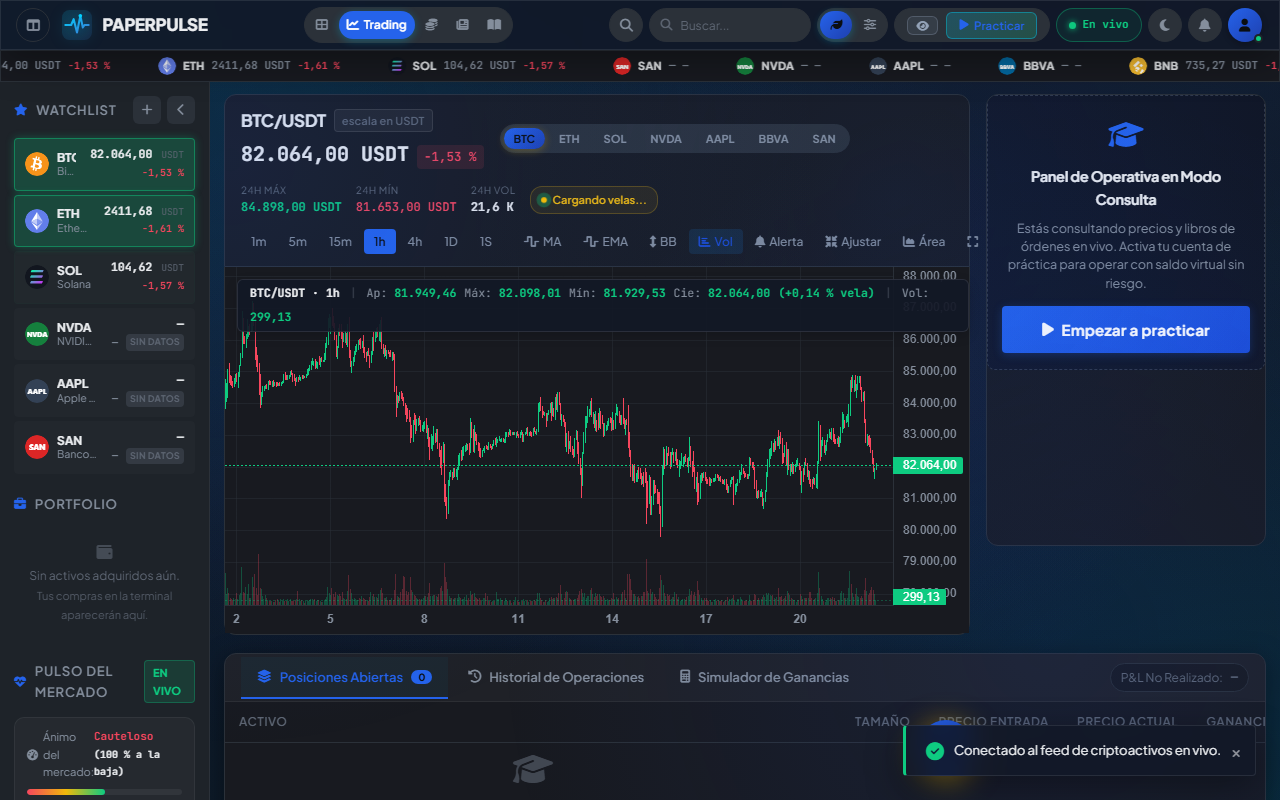 PAPERPULSE
Trading
Buscar...
Practicar
En vivo
4,00 USDT -1,53 %
ETH 2411,68 USDT -1,61 %
SOL 104,62 USDT -1,57 %
SAN — —
NVDA — —
AAPL — —
BBVA — —
BNB 735,27 USDT
WATCHLIST
BTC 82.064,00 USDT
Bi... -1,53 %
ETH 2411,68 USDT
Ethe... -1,61 %
SOL 104,62 USDT
Solana -1,57 %
NVDA —
NVIDI... — SIN DATOS
AAPL —
Apple ... — SIN DATOS
SAN —
Banco... — SIN DATOS
PORTFOLIO
Sin activos adquiridos aún.
Tus compras en la terminal
aparecerán aquí.
PULSO DEL
MERCADO
EN
VIVO
Ánimo
del
mercado:
Cauteloso
(100 % a la
baja)
BTC/USDT escala en USDT
82.064,00 USDT -1,53 %
BTC ETH SOL NVDA AAPL BBVA SAN
24H MÁX
84.898,00 USDT
24H MÍN
81.653,00 USDT
24H VOL
21,6 K
Cargando velas...
1m 5m 15m 1h 4h 1D 1S MA EMA BB Vol Alerta Ajustar Área
BTC/USDT · 1h | Ap: 81.949,46 Máx: 82.098,01 Mín: 81.929,53 Cie: 82.064,00 (+0,14 % vela) | Vol:
299,13
88.000,00
87.000,00
86.000,00
85.000,00
84.000,00
83.000,00
82.064,00
81.000,00
80.000,00
79.000,00
299,13
2 5 8 11 14 17 20
Panel de Operativa en Modo
Consulta
Estás consultando precios y libros de
órdenes en vivo. Activa tu cuenta de
práctica para operar con saldo virtual sin
riesgo.
Empezar a practicar
Posiciones Abiertas 0
Historial de Operaciones
Simulador de Ganancias
P&L No Realizado: —
ACTIVO TAMAÑO PRECIO ENTRADA PRECIO ACTUAL GANANCI
Conectado al feed de criptoactivos en vivo. ×